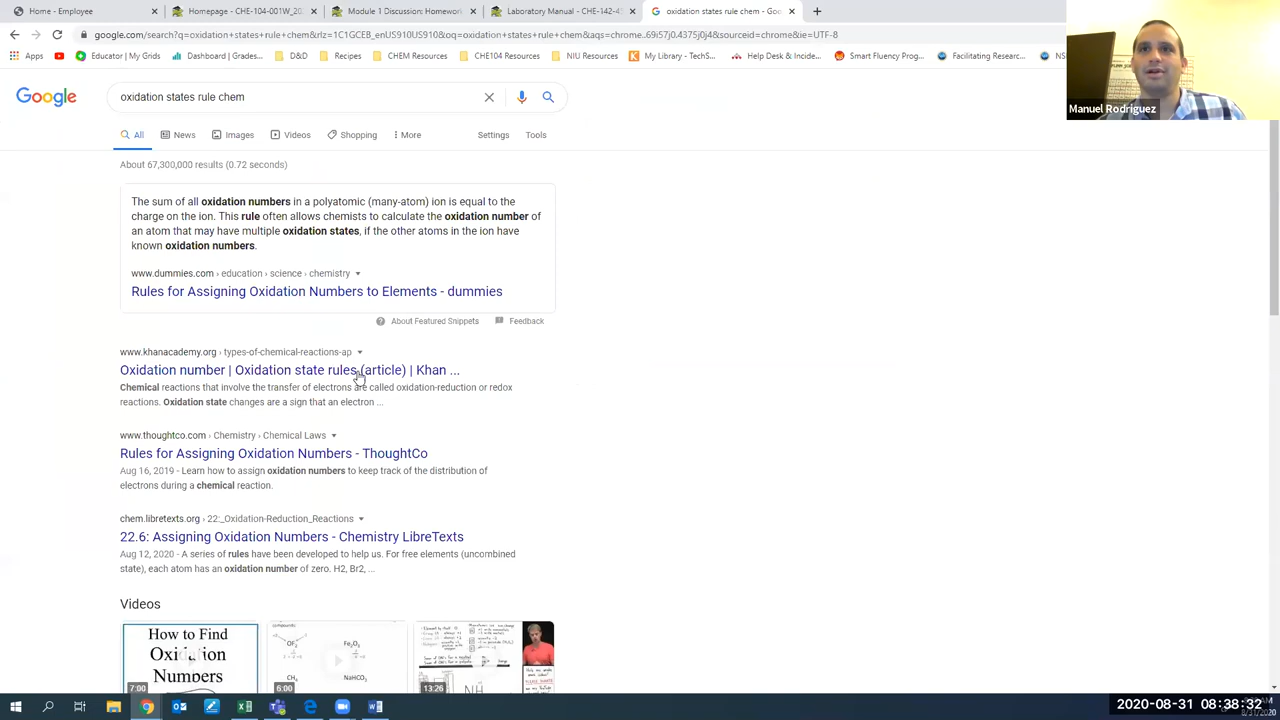 Home - Employee
Homepage - CHE-104-001W_20
Module 1 Discussion: Homework
Laboratory Manual - CHE-142-45
oxidation states rule chem - Goo
google.com/search?q=oxidation+states+rule+chem&rlz=1C1GCEB_enUS910US910&oq=oxidation+states+rule+chem&aqs=chrome..69i57j0.4375j0j4&sourceid=chrome&ie=UTF-8
Apps
Educator | My Grids
District Resources
D&D
CHEMResources
CHE104 Resources
NIU Resources
My Library - TechS...
Help Desk & Incide...
Smart Fluency Prog...
Facilitating Researc...
Manuel Rodriguez
Google
oxidation states rule chem
All
News
Images
Videos
Shopping
More
Settings
Tools
About 67,300,000 results (0.72 seconds)
The sum of all oxidation numbers in a polyatomic (many-atom) ion is equal to the
charge on the ion. This rule often allows chemists to calculate the oxidation number of
an atom that may have multiple oxidation states, if the other atoms in the ion have
known oxidation numbers.
www.dummies.com › education › science › chemistry
Rules for Assigning Oxidation Numbers to Elements - dummies
About Featured Snippets
Feedback
www.khanacademy.org › types-of-chemical-reactions-ap
Oxidation number | Oxidation state rules (article) | Khan ...
Chemical reactions that involve the transfer of electrons are called oxidation-reduction or redox
reactions. Oxidation state changes are a sign that an electron ...
www.thoughtco.com › Chemistry › Chemical Laws
Rules for Assigning Oxidation Numbers - ThoughtCo
Aug 16, 2019 - Learn how to assign oxidation numbers to keep track of the distribution of
electrons during a chemical reaction.
chem.libretexts.org › 22:_Oxidation-Reduction_Reactions
22.6: Assigning Oxidation Numbers - Chemistry LibreTexts
Aug 12, 2020 - A series of rules have been developed to help us. For free elements (uncombined
state), each atom has an oxidation number of zero. H2, Br2, ...
Videos
How to Find
Oxidation
Numbers
7:00
compounds
OF₂
Fe₂O₃
CH₄
NaHCO₃
6:00
13:26
2020-08-31 08:38:32
8/31/2020